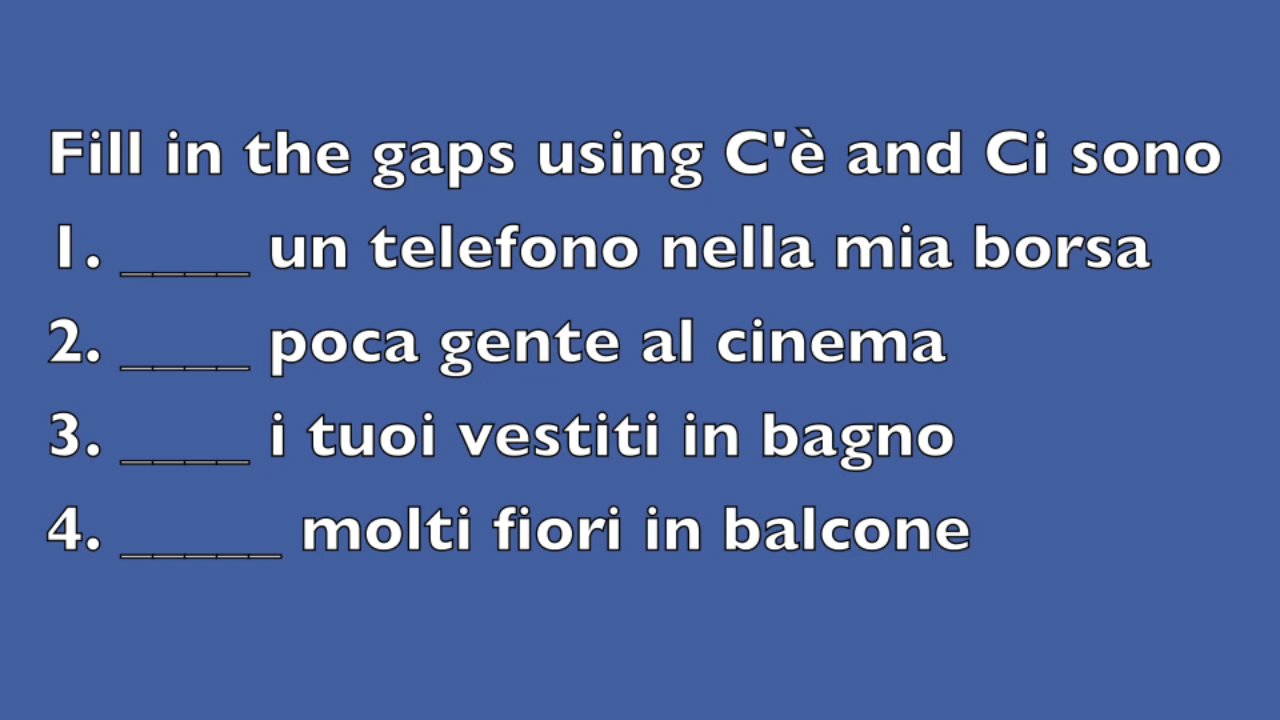 Fill in the gaps using C'è and Ci sono
1. ____ un telefono nella mia borsa
2. ____ poca gente al cinema
3. ____ i tuoi vestiti in bagno
4. _____ molti fiori in balcone